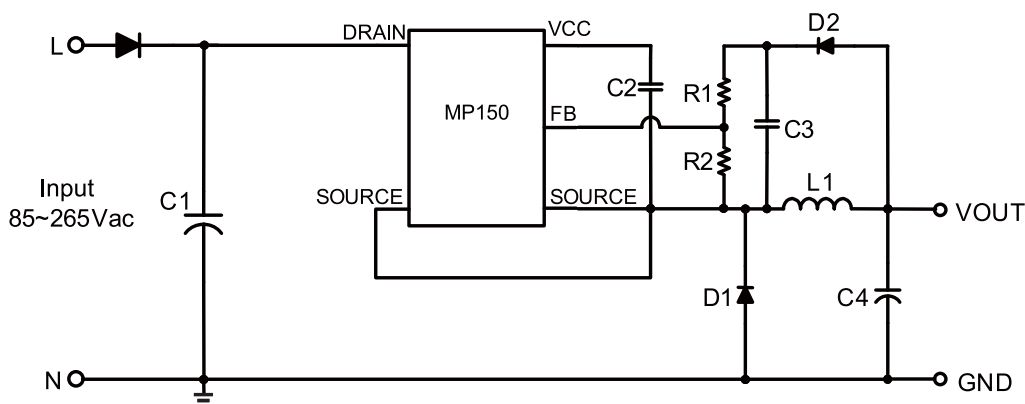 L
DRAIN
VCC
D2
C2
R1
MP150
FB
C3
R2
Input
85~265Vac
C1
SOURCE
SOURCE
L1
VOUT
D1
C4
N
GND